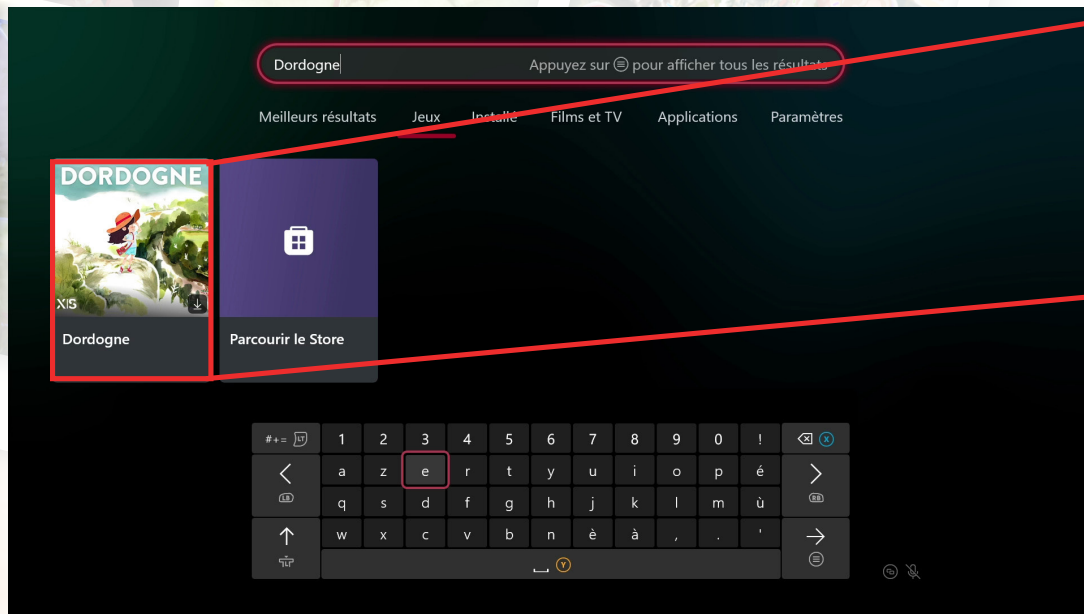 Dordogne
Appuyez sur pour afficher tous les résultats
Meilleurs résultats Jeux Installé Films et TV Applications Paramètres
DORDOGNE
X|S
Dordogne
Parcourir le Store
#+= LT 1 2 3 4 5 6 7 8 9 0 ! X
a z e r t y u i o p é
LB q s d f g h j k l m ù RB
w x c v b n è à , . '
Y